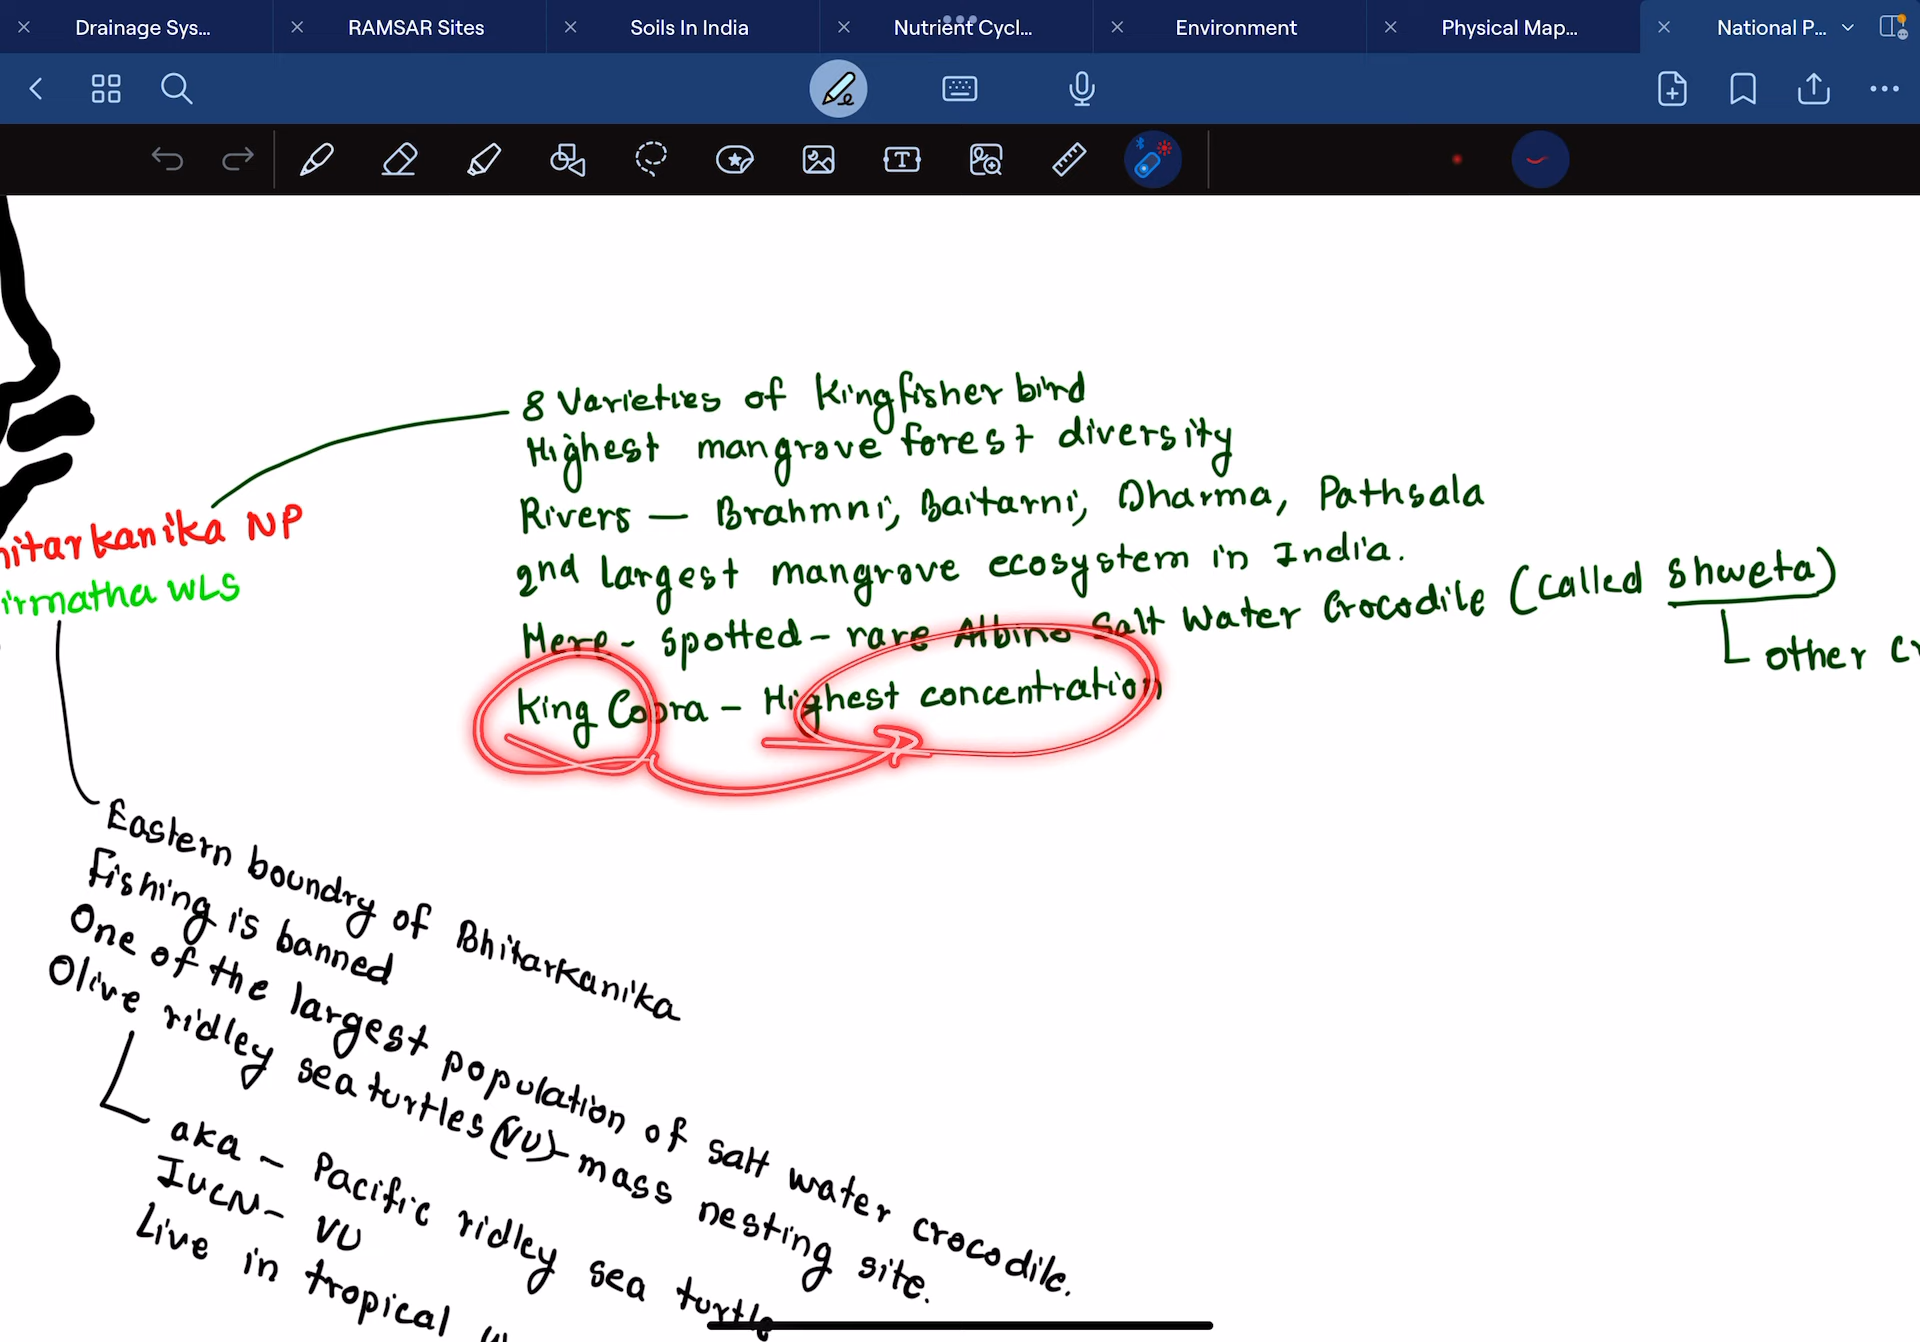 Drainage Sys...
RAMSAR Sites
Soils In India
Nutrient Cycl...
Environment
Physical Map...
National P...
8 Varieties of Kingfisher bird
Highest mangrove forest diversity
Rivers — Brahmni, Baitarni, Dharma, Pathsala
2nd largest mangrove ecosystem in India.
Here - spotted - rare Albino Salt Water Crocodile (called Shweta)
other
King Cobra - Highest concentration
hitarkanika NP
irmatha WLS
Eastern boundry of Bhitarkanika
Fishing is banned
One of the largest population of salt water crocodile.
Olive ridley sea turtles (VU) - mass nesting site.
aka - Pacific ridley sea turtle
IUCN - VU
Live in tropical